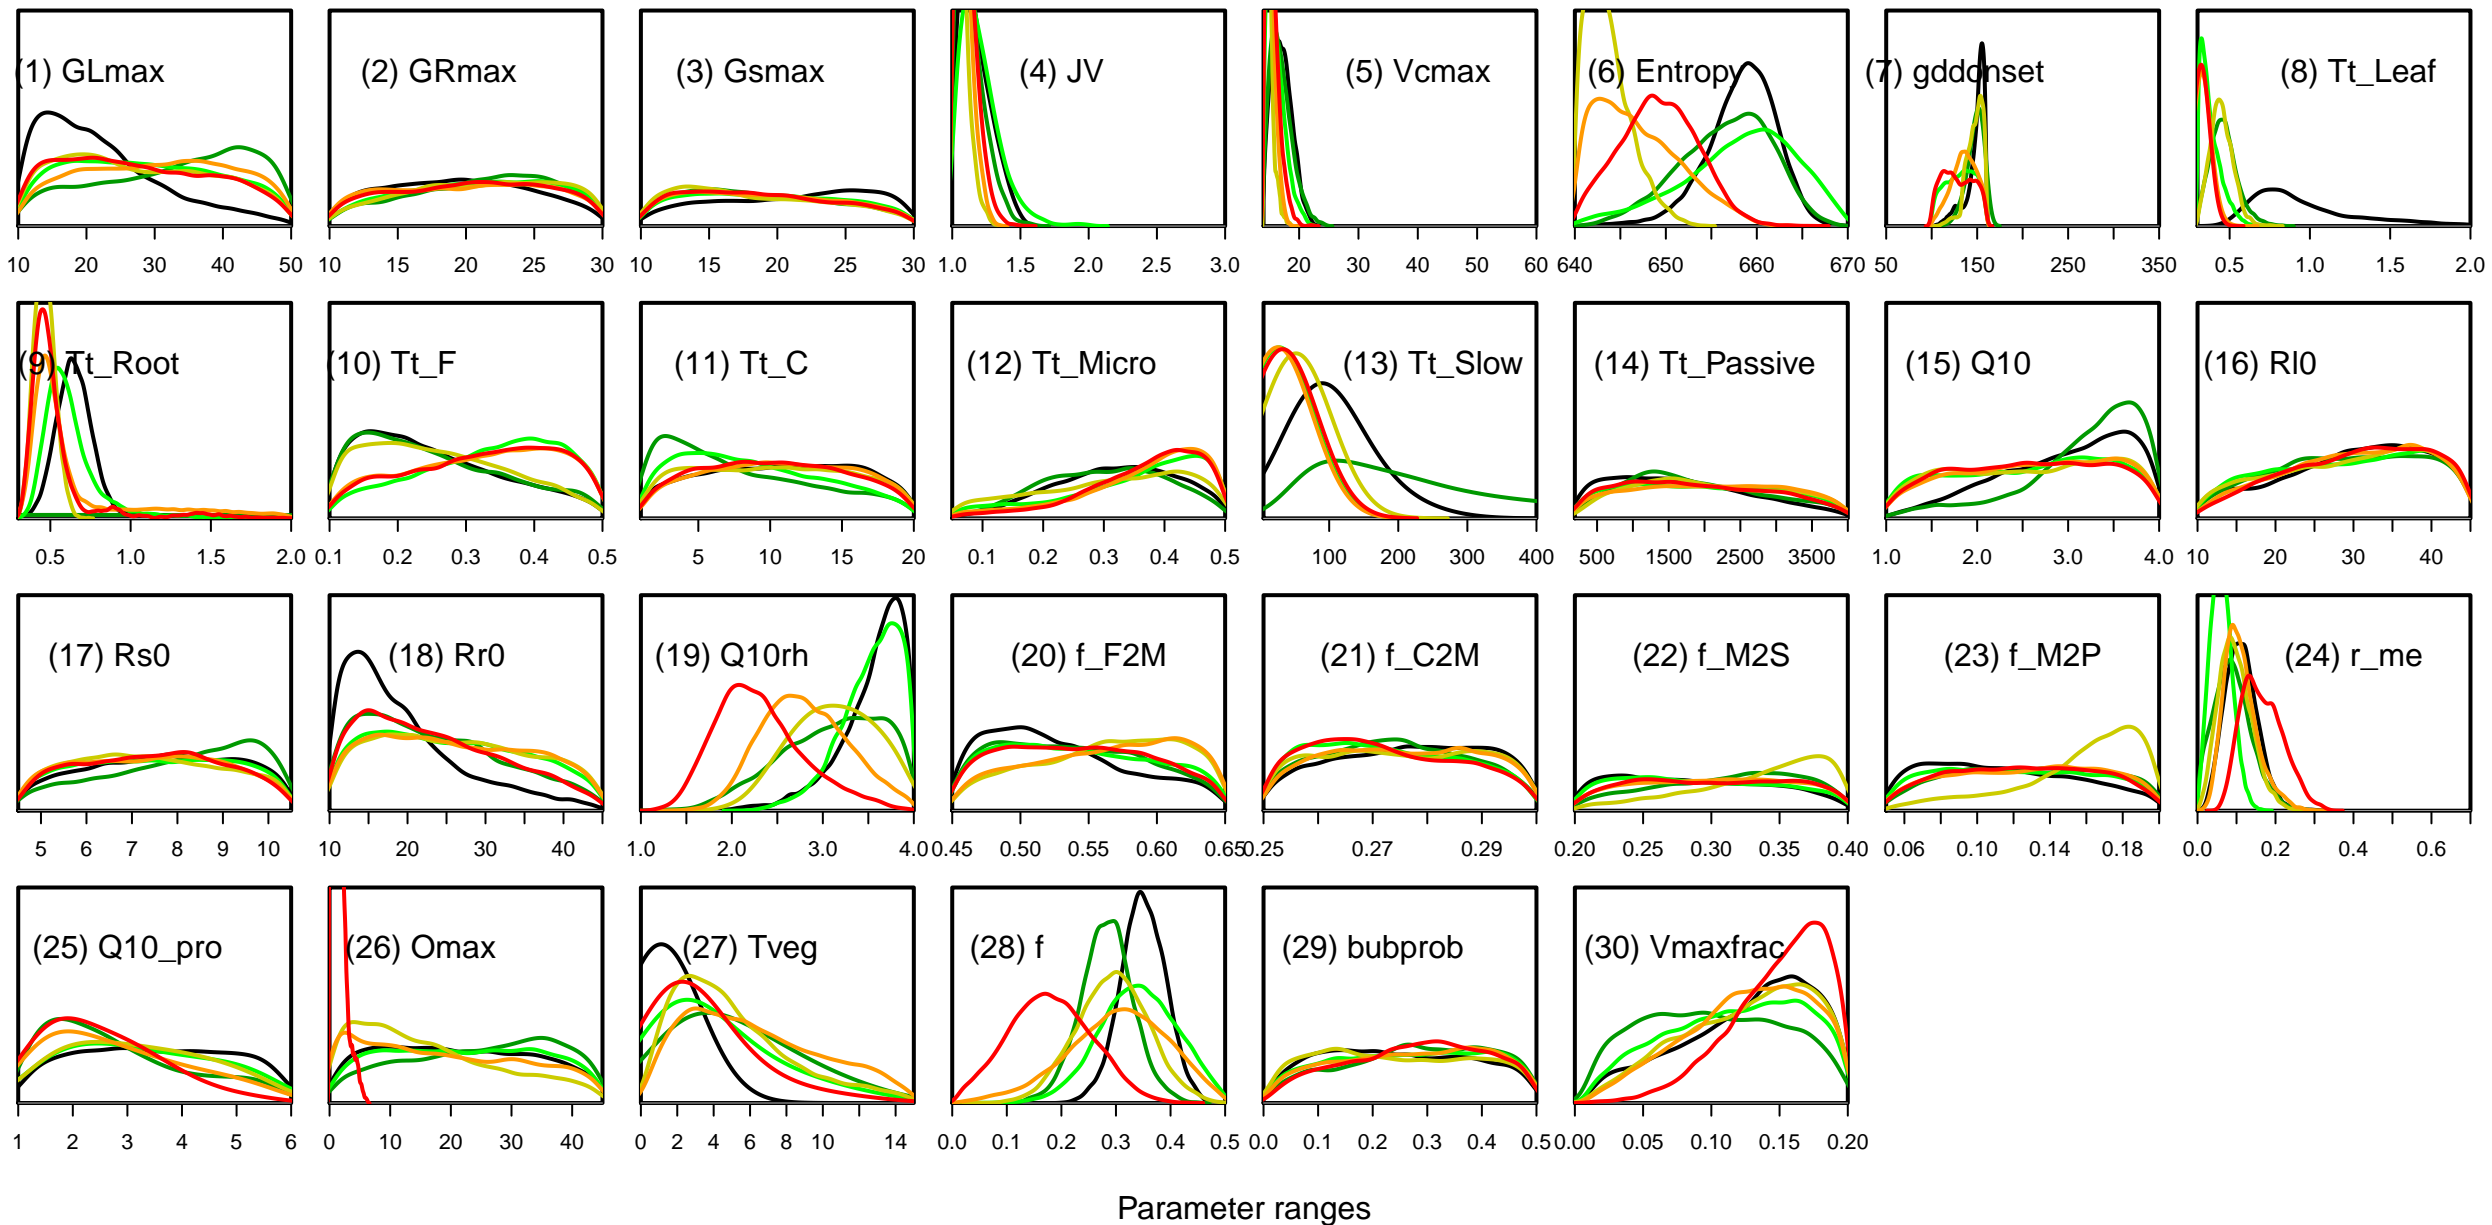 (1) GLmax (2) GRmax (3) Gsmax (4) JV (5) Vcmax (6) Entropy (7) gddonset (8) Tt_Leaf
10 20 30 40 50 10 15 20 25 30 10 15 20 25 30 1.0 1.5 2.0 2.5 3.0 20 30 40 50 60 640 650 660 670 50 150 250 350 0.5 1.0 1.5 2.0
(9) Tt_Root (10) Tt_F (11) Tt_C (12) Tt_Micro (13) Tt_Slow (14) Tt_Passive (15) Q10 (16) Rl0
0.5 1.0 1.5 2.0 0.1 0.2 0.3 0.4 0.5 5 10 15 20 0.1 0.2 0.3 0.4 0.5 100 200 300 400 500 1500 2500 3500 1.0 2.0 3.0 4.0 10 20 30 40
(17) Rs0 (18) Rr0 (19) Q10rh (20) f_F2M (21) f_C2M (22) f_M2S (23) f_M2P (24) r_me
5 6 7 8 9 10 10 20 30 40 1.0 2.0 3.0 4.0 0.45 0.50 0.55 0.60 0.65 0.25 0.27 0.29 0.20 0.25 0.30 0.35 0.40 0.06 0.10 0.14 0.18 0.0 0.2 0.4 0.6
(25) Q10_pro (26) Omax (27) Tveg (28) f (29) bubprob (30) Vmaxfrac
1 2 3 4 5 6 0 10 20 30 40 0 2 4 6 8 10 14 0.0 0.1 0.2 0.3 0.4 0.5 0.0 0.1 0.2 0.3 0.4 0.5 0.00 0.05 0.10 0.15 0.20
Parameter ranges